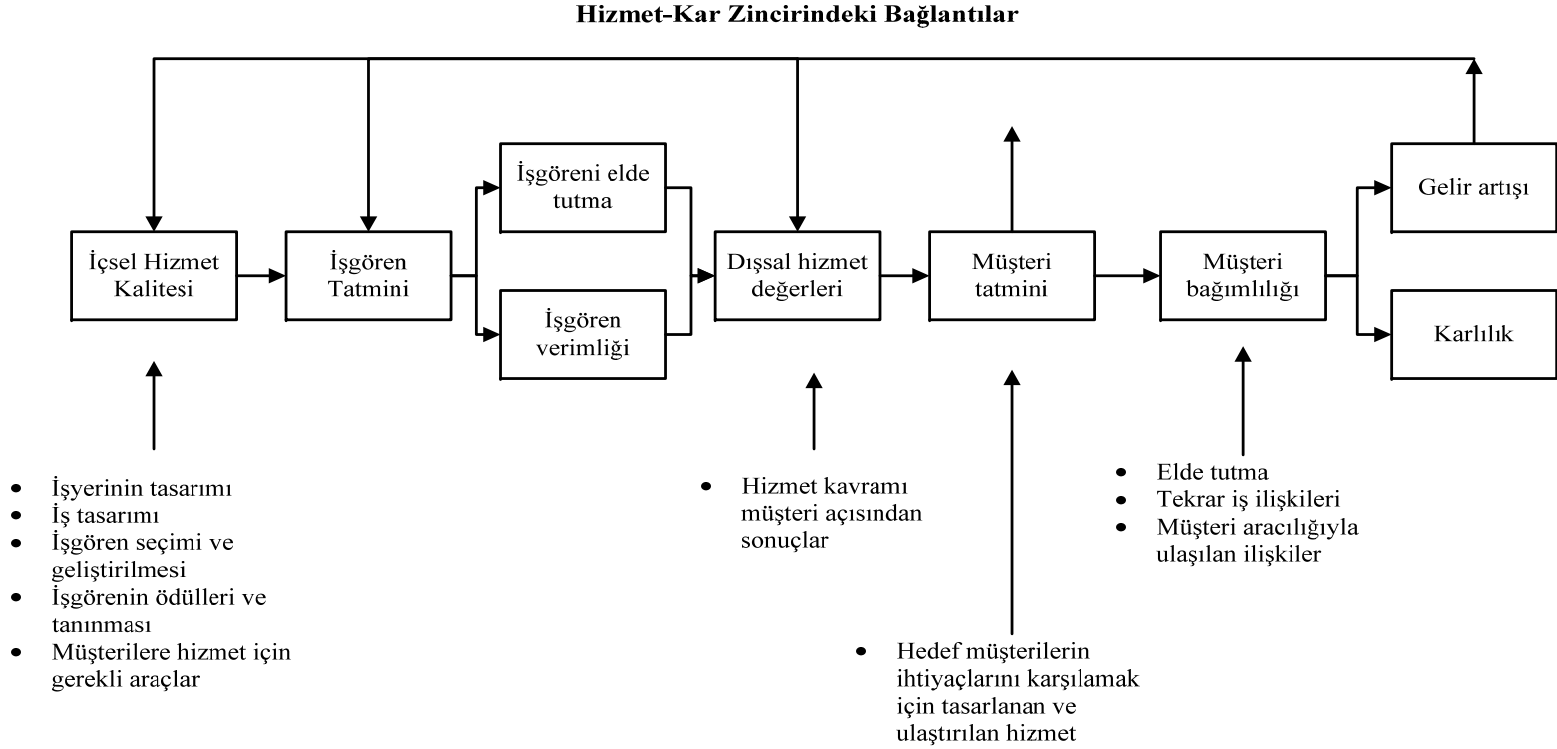 Hizmet-Kar Zincirindeki Bağlantılar
İçsel Hizmet
Kalitesi
İşgören
Tatmini
İşgöreni elde
tutma
İşgören
verimliği
Dışsal hizmet
değerleri
Müşteri
tatmini
Müşteri
bağımlılığı
Gelir artışı
Karlılık
• İşyerinin tasarımı
• İş tasarımı
• İşgören seçimi ve
geliştirilmesi
• İşgörenin ödülleri ve
tanınması
• Müşterilere hizmet için
gerekli araçlar
• Hizmet kavramı
müşteri açısından
sonuçlar
• Hedef müşterilerin
ihtiyaçlarını karşılamak
için tasarlanan ve
ulaştırılan hizmet
• Elde tutma
• Tekrar iş ilişkileri
• Müşteri aracılığıyla
ulaşılan ilişkiler